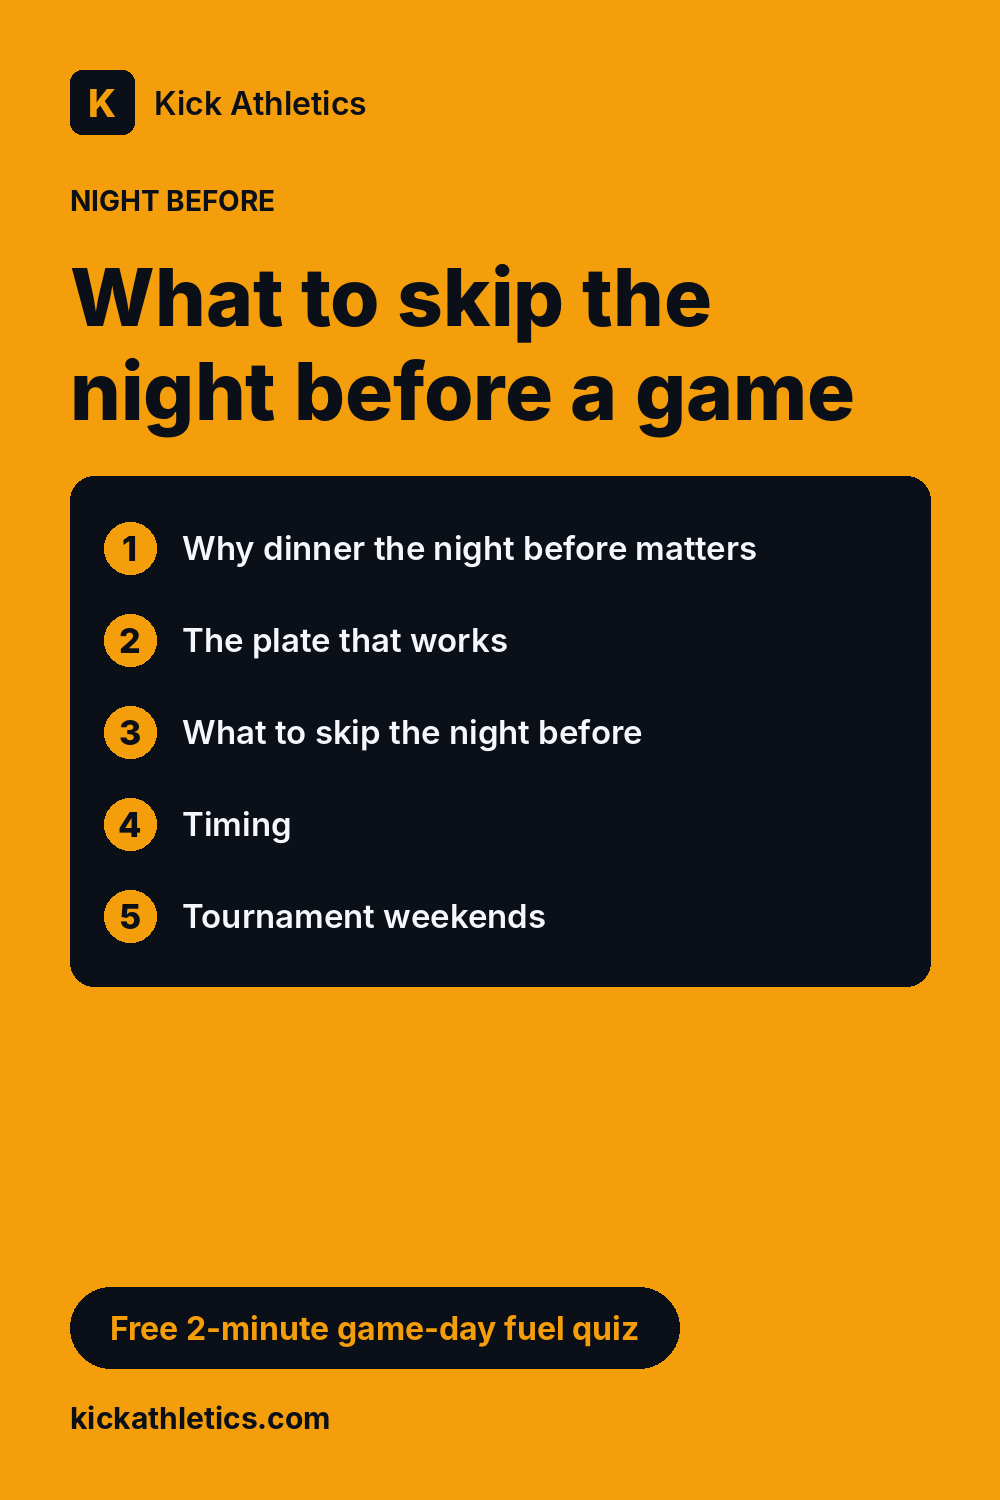 K
Kick Athletics
NIGHT BEFORE
What to skip the
night before a game
1 Why dinner the night before matters
2 The plate that works
3 What to skip the night before
4 Timing
5 Tournament weekends
Free 2-minute game-day fuel quiz
kickathletics.com